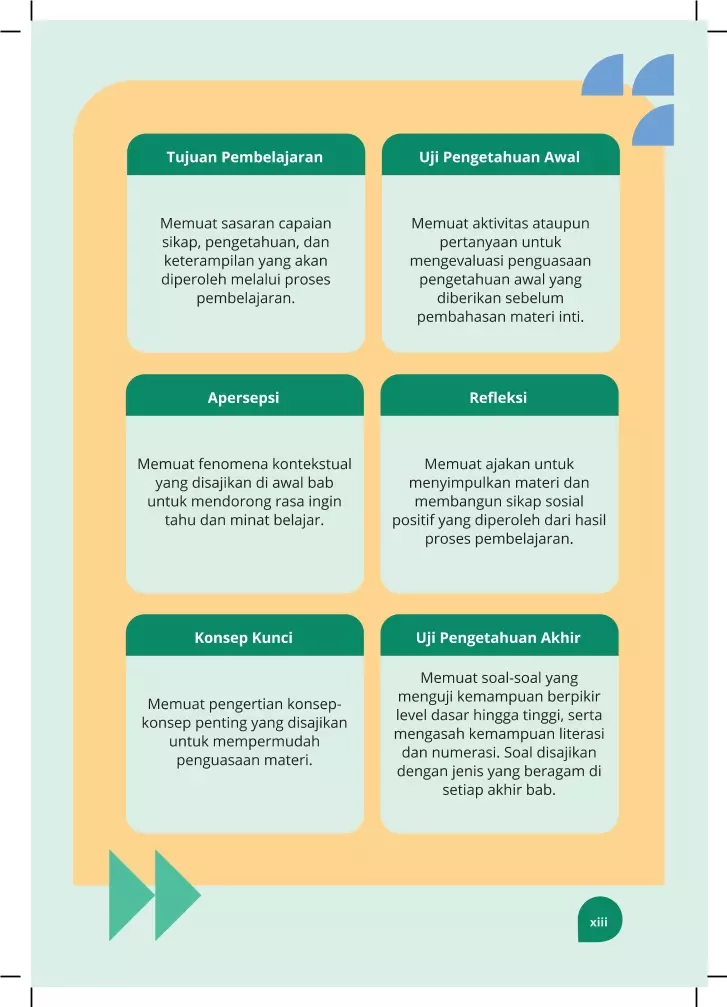 Tujuan Pembelajaran
Memuat sasaran capaian
sikap, pengetahuan, dan
keterampilan yang akan
diperoleh melalui proses
pembelajaran.
Uji Pengetahuan Awal
Memuat aktivitas ataupun
pertanyaan untuk
mengevaluasi penguasaan
pengetahuan awal yang
diberikan sebelum
pembahasan materi inti.
Apersepsi
Memuat fenomena kontekstual
yang disajikan di awal bab
untuk mendorong rasa ingin
tahu dan minat belajar.
Refleksi
Memuat ajakan untuk
menyimpulkan materi dan
membangun sikap sosial
positif yang diperoleh dari hasil
proses pembelajaran.
Konsep Kunci
Memuat pengertian konsep-
konsep penting yang disajikan
untuk mempermudah
penguasaan materi.
Uji Pengetahuan Akhir
Memuat soal-soal yang
menguji kemampuan berpikir
level dasar hingga tinggi, serta
mengasah kemampuan literasi
dan numerasi. Soal disajikan
dengan jenis yang beragam di
setiap akhir bab.
xiii